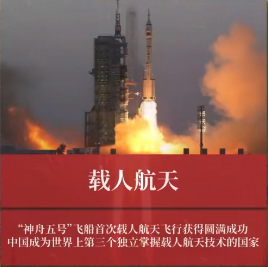 载人航天
“神舟五号”飞船首次载人航天飞行获得圆满成功
中国成为世界上第三个独立掌握载人航天技术的国家